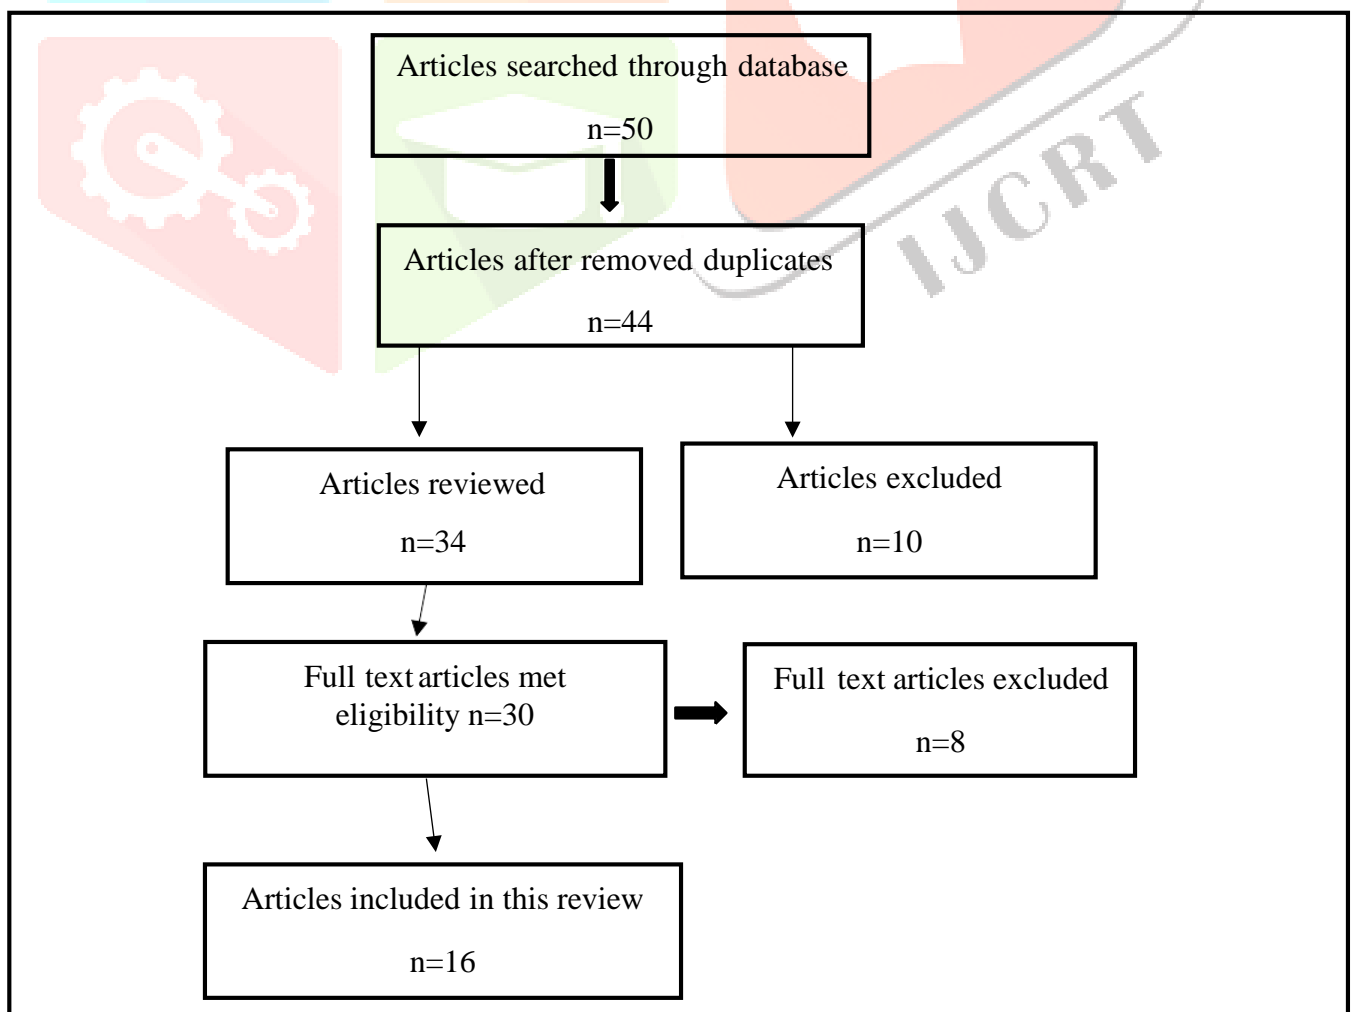 Articles searched through database
n=50
IJCRT
Articles after removed duplicates
n=44
Articles reviewed
n=34
Articles excluded
n=10
Full text articles met
eligibility n=30
Full text articles excluded
n=8
Articles included in this review
n=16